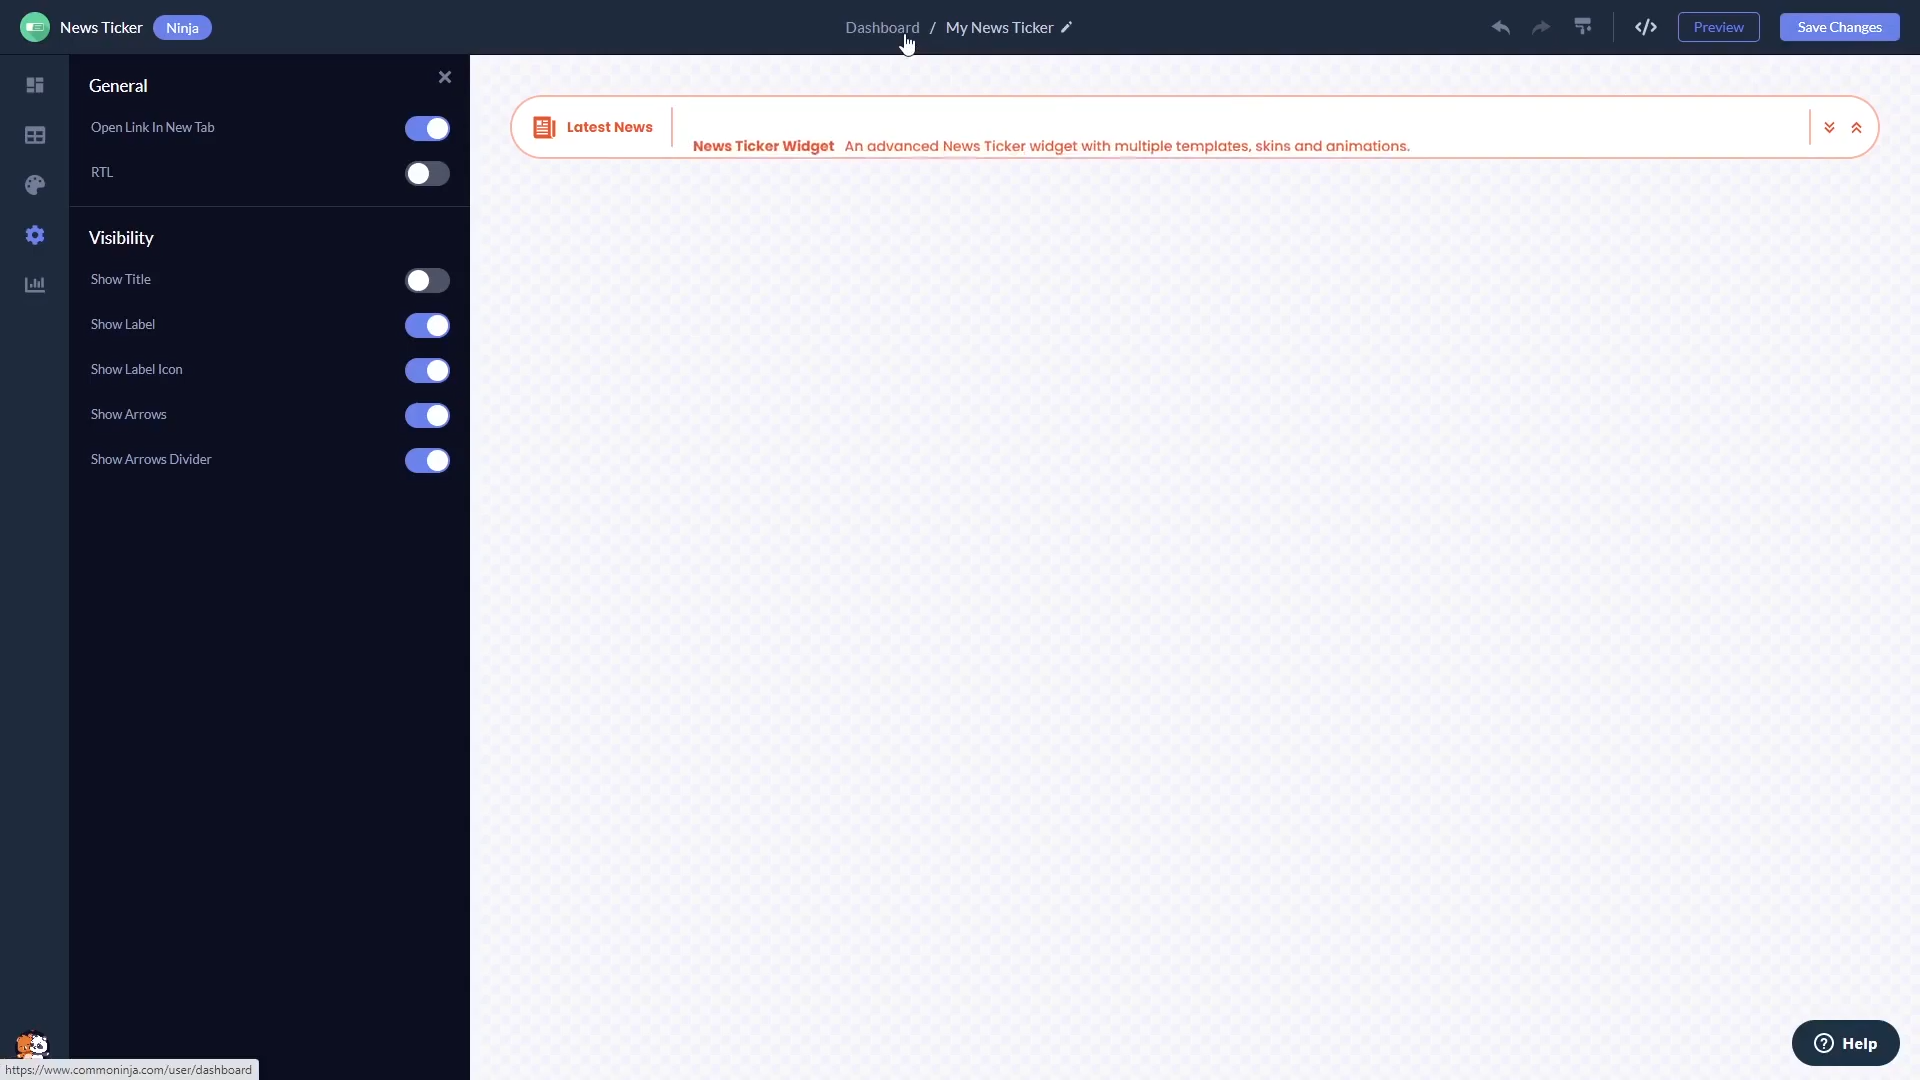 News Ticker
Ninja
Dashboard / My News Ticker
Preview
Save Changes
General
Open Link In New Tab
RTL
Visibility
Show Title
Show Label
Show Label Icon
Show Arrows
Show Arrows Divider
Latest News
News Ticker Widget An advanced News Ticker widget with multiple templates, skins and animations.
Help
https://www.commoninja.com/user/dashboard